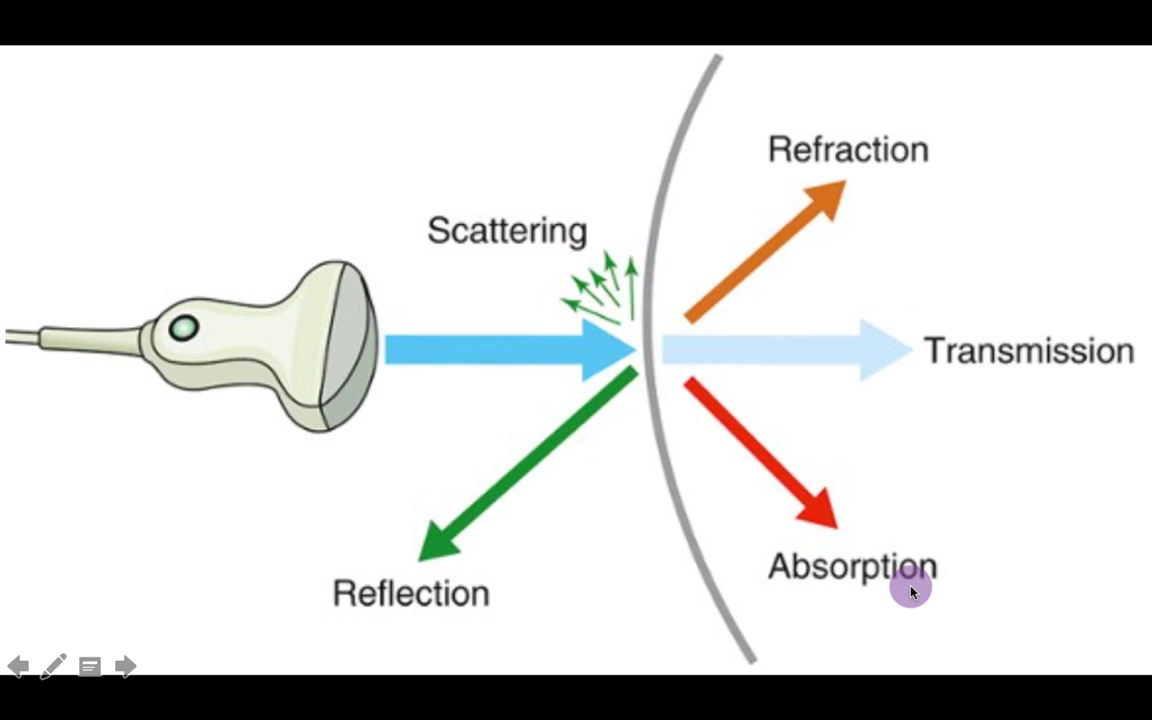 Refraction
Scattering
Transmission
Absorption
Reflection